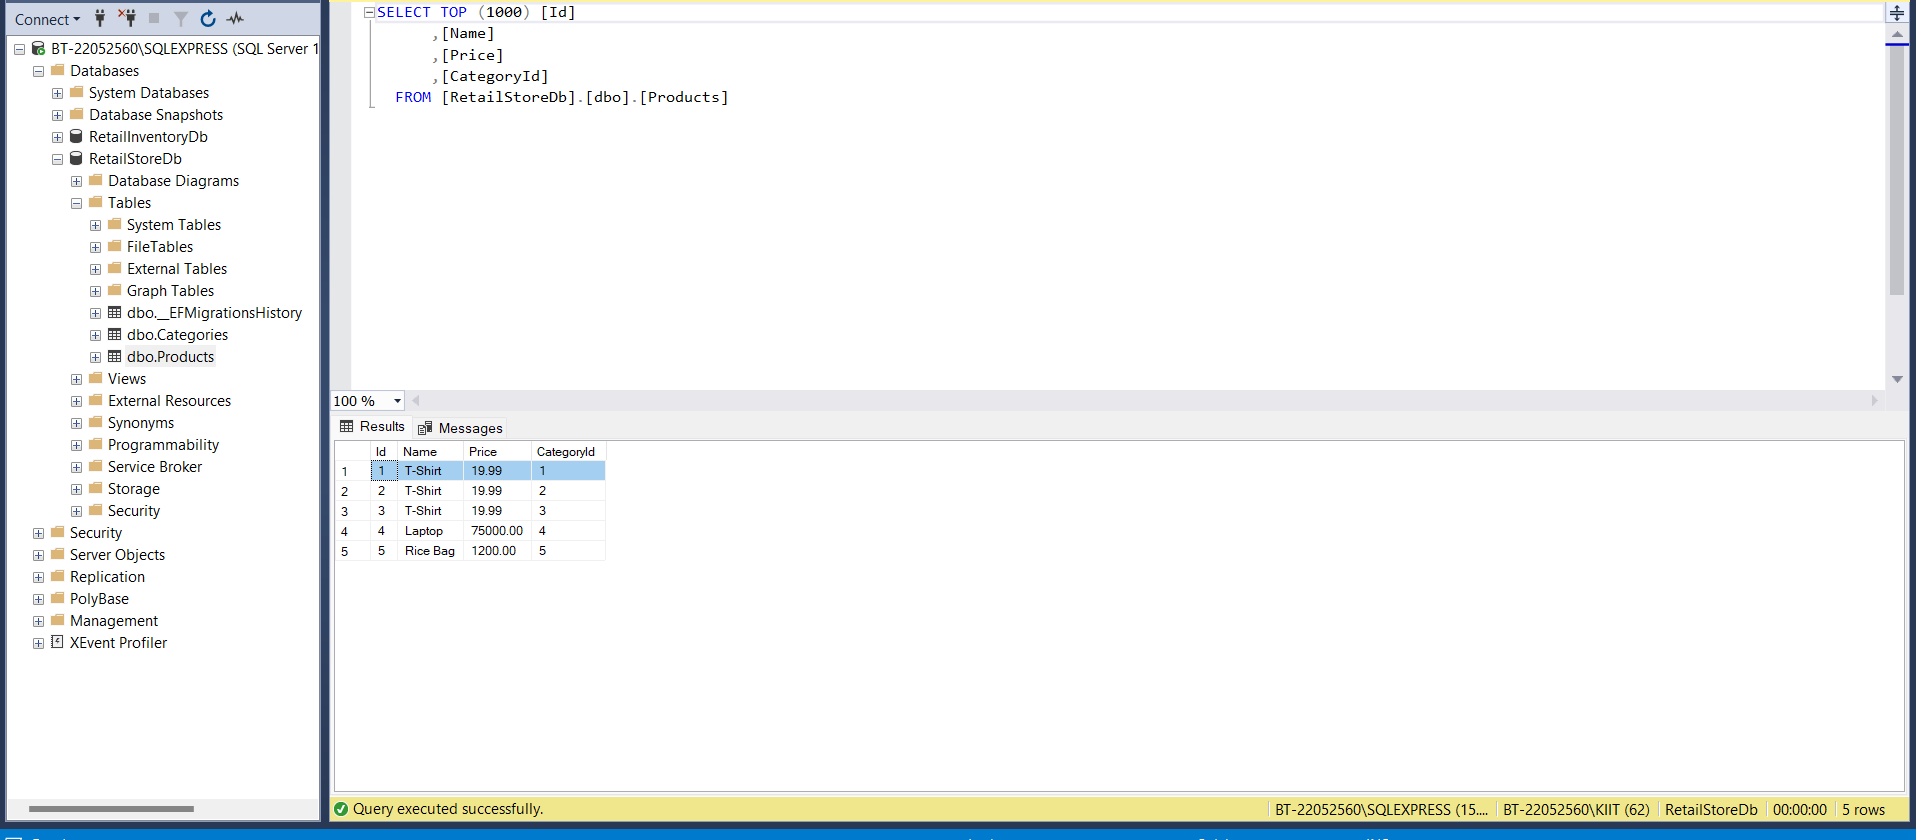 Connect
BT-22052560\SQLEXPRESS (SQL Server 1
Databases
System Databases
Database Snapshots
RetailInventoryDb
RetailStoreDb
Database Diagrams
Tables
System Tables
FileTables
External Tables
Graph Tables
dbo.__EFMigrationsHistory
dbo.Categories
dbo.Products
Views
External Resources
Synonyms
Programmability
Service Broker
Storage
Security
Security
Server Objects
Replication
PolyBase
Management
XEvent Profiler
SELECT TOP (1000) [Id]
,[Name]
,[Price]
,[CategoryId]
FROM [RetailStoreDb].[dbo].[Products]
100 %
Results Messages
Id Name Price CategoryId
1 1 T-Shirt 19.99 1
2 2 T-Shirt 19.99 2
3 3 T-Shirt 19.99 3
4 4 Laptop 75000.00 4
5 5 Rice Bag 1200.00 5
Query executed successfully. BT-22052560\SQLEXPRESS (15.... BT-22052560\KIIT (62) RetailStoreDb 00:00:00 5 rows